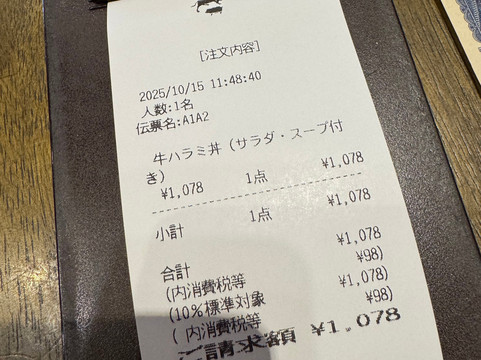 [注文内容]
2025/10/15 11:48:40
人数:1名
伝票名:A1A2
牛ハラミ丼(サラダ・スープ付
き)
¥1,078 1点 ¥1,078
小計 1点 ¥1,078
合計 ¥1,078
(内消費税等 ¥98)
(10%標準対象 ¥1,078)
( 内消費税等 ¥98)
ご請求額 ¥1,078